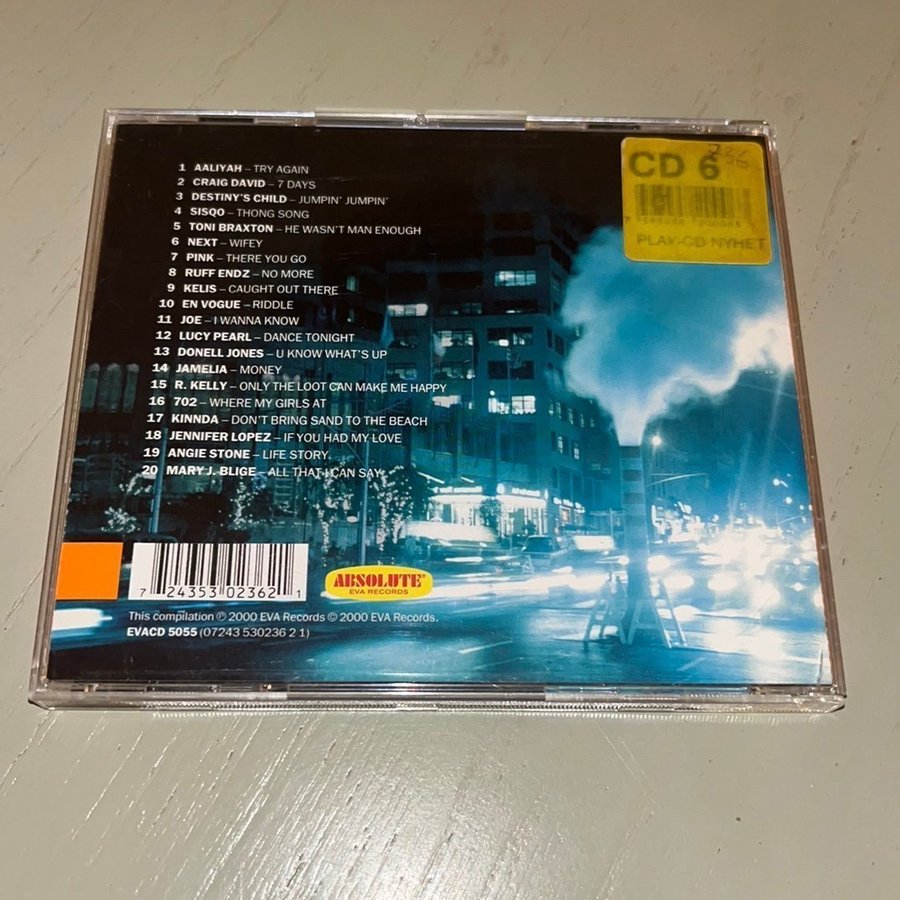 1 AALIYAH – TRY AGAIN
2 CRAIG DAVID – 7 DAYS
3 DESTINY'S CHILD – JUMPIN' JUMPIN'
4 SISQO – THONG SONG
5 TONI BRAXTON – HE WASN'T MAN ENOUGH
6 NEXT – WIFEY
7 PINK – THERE YOU GO
8 RUFF ENDZ – NO MORE
9 KELIS – CAUGHT OUT THERE
10 EN VOGUE – RIDDLE
11 JOE – I WANNA KNOW
12 LUCY PEARL – DANCE TONIGHT
13 DONELL JONES – U KNOW WHAT'S UP
14 JAMELIA – MONEY
15 R. KELLY – ONLY THE LOOT CAN MAKE ME HAPPY
16 702 – WHERE MY GIRLS AT
17 KINNDA – DON'T BRING SAND TO THE BEACH
18 JENNIFER LOPEZ – IF YOU HAD MY LOVE
19 ANGIE STONE – LIFE STORY.
20 MARY J. BLIGE – ALL THAT I CAN SAY
CD 6
236
PLAY-CD NYHET
7 24353 02362 1
ABSOLUTE®
EVA RECORDS
This compilation ℗ 2000 EVA Records © 2000 EVA Records.
EVACD 5055 (07243 530236 2 1)